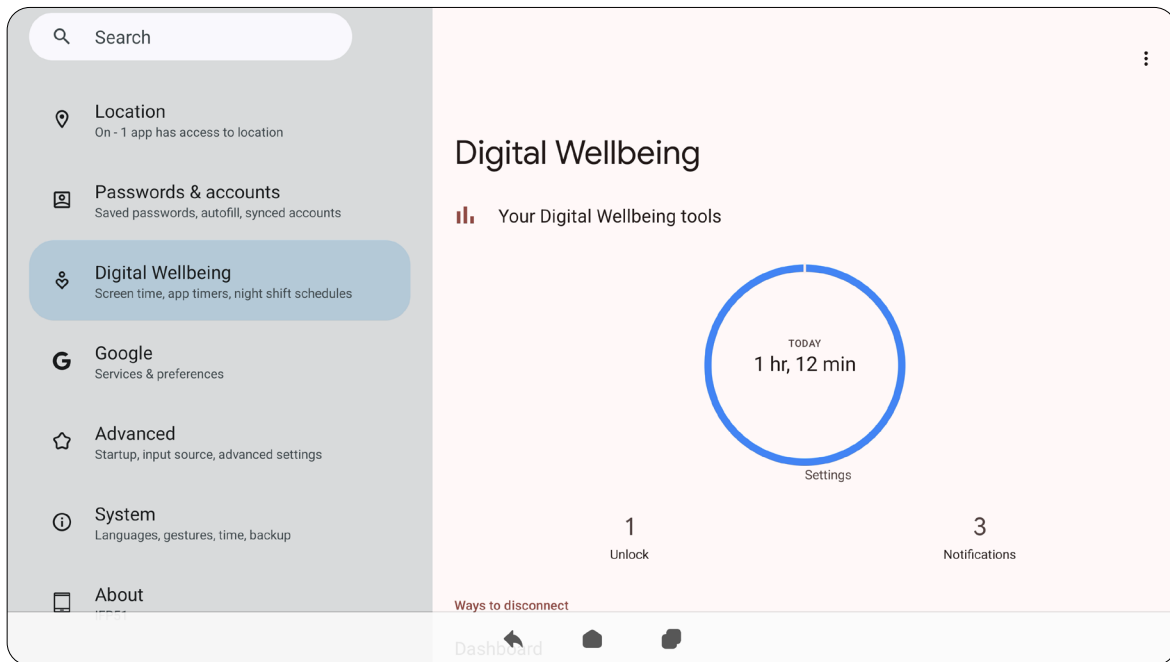 Search
Location
On - 1 app has access to location
Passwords & accounts
Saved passwords, autofill, synced accounts
Digital Wellbeing
Screen time, app timers, night shift schedules
Google
Services & preferences
Advanced
Startup, input source, advanced settings
System
Languages, gestures, time, backup
About
Digital Wellbeing
Your Digital Wellbeing tools
TODAY
1 hr, 12 min
Settings
1
Unlock
3
Notifications
Ways to disconnect
Dashboard